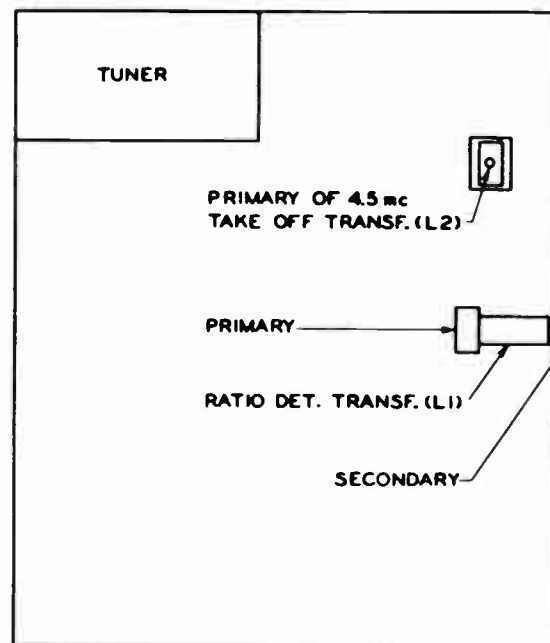 TUNER
PRIMARY OF 4.5 mc
TAKE OFF TRANSF. (L2)
PRIMARY
RATIO DET. TRANSF. (L1)
SECONDARY